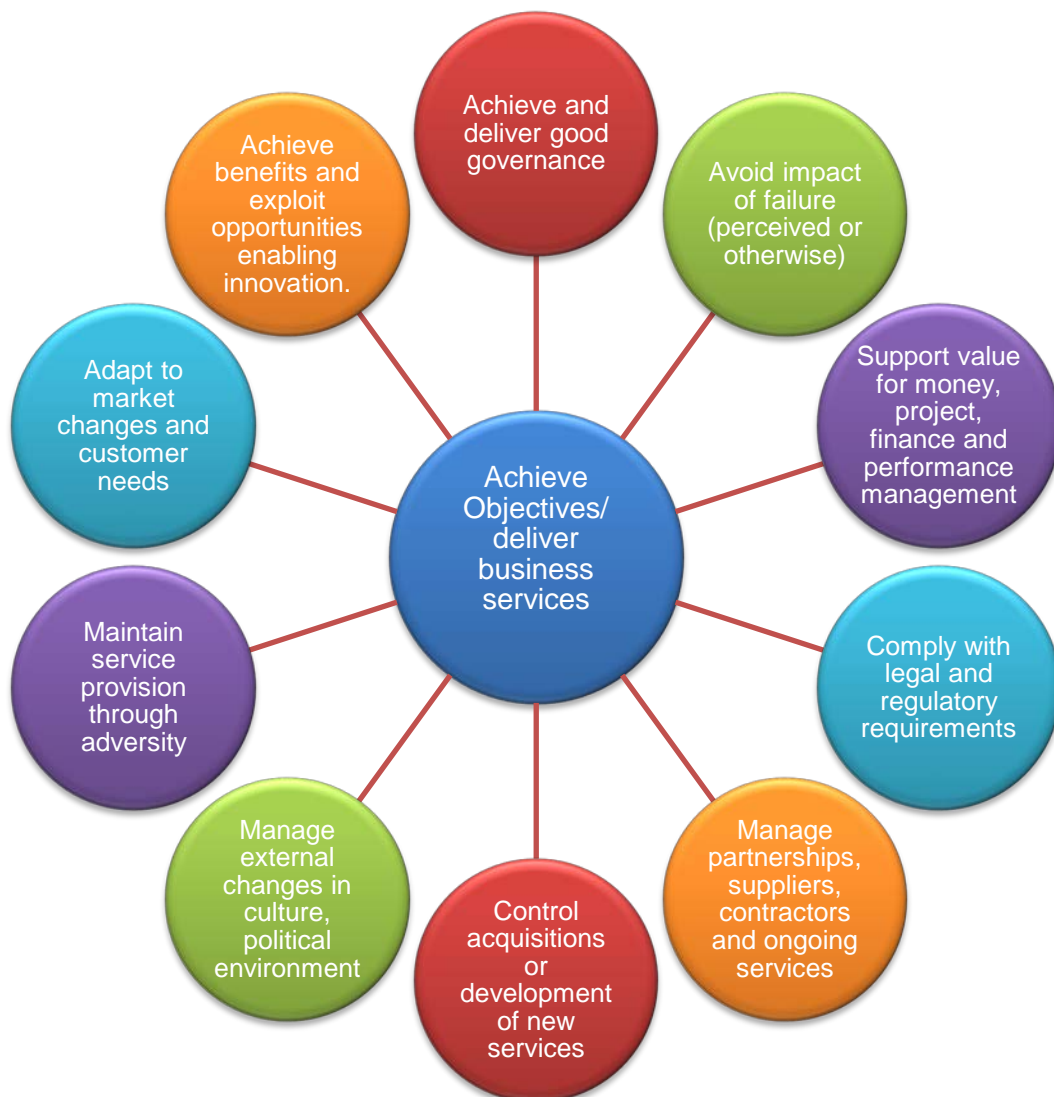 Achieve and
deliver good
governance
Avoid impact
of failure
(perceived or
otherwise)
Support value
for money,
project,
finance and
performance
management
Comply with
legal and
regulatory
requirements
Manage
partnerships,
suppliers,
contractors
and ongoing
services
Control
acquisitions
or
development
of new
services
Manage
external
changes in
culture,
political
environment
Maintain
service
provision
through
adversity
Adapt to
market
changes and
customer
needs
Achieve
benefits and
exploit
opportunities
enabling
innovation.
Achieve
Objectives/
deliver
business
services